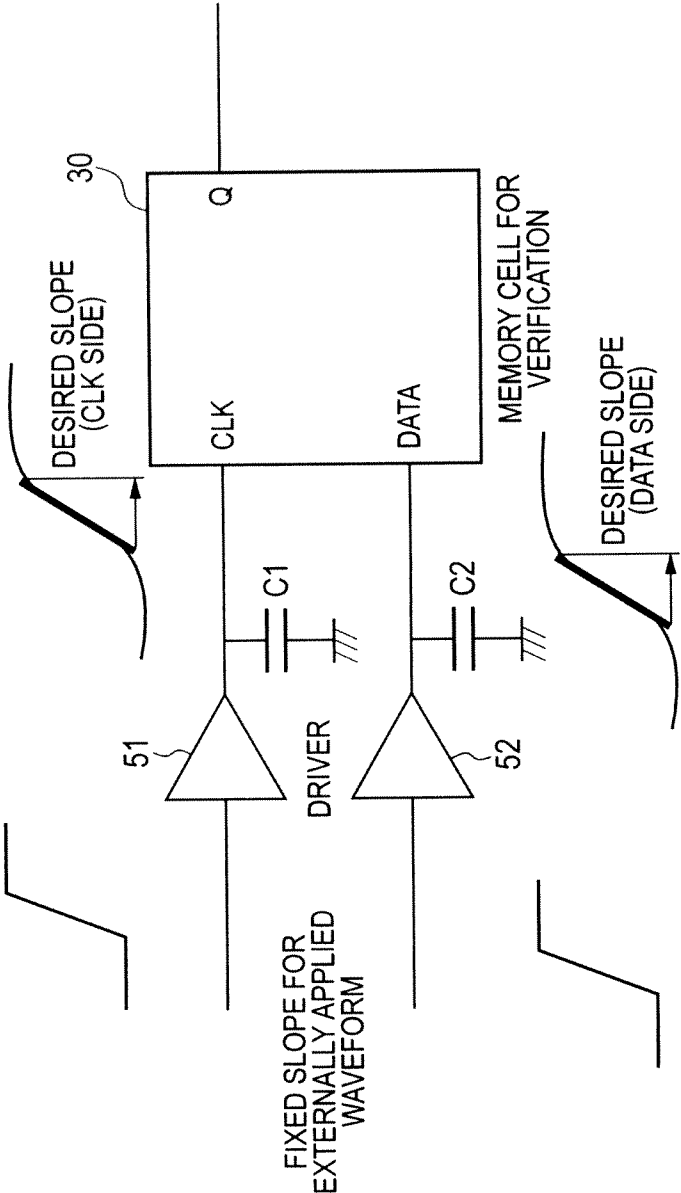 DESIRED SLOPE
(CLK SIDE)
30
51
C1
CLK
Q
FIXED SLOPE FOR
EXTERNALLY APPLIED
WAVEFORM
DRIVER
52
C2
DATA
MEMORY CELL FOR
VERIFICATION
DESIRED SLOPE
(DATA SIDE)